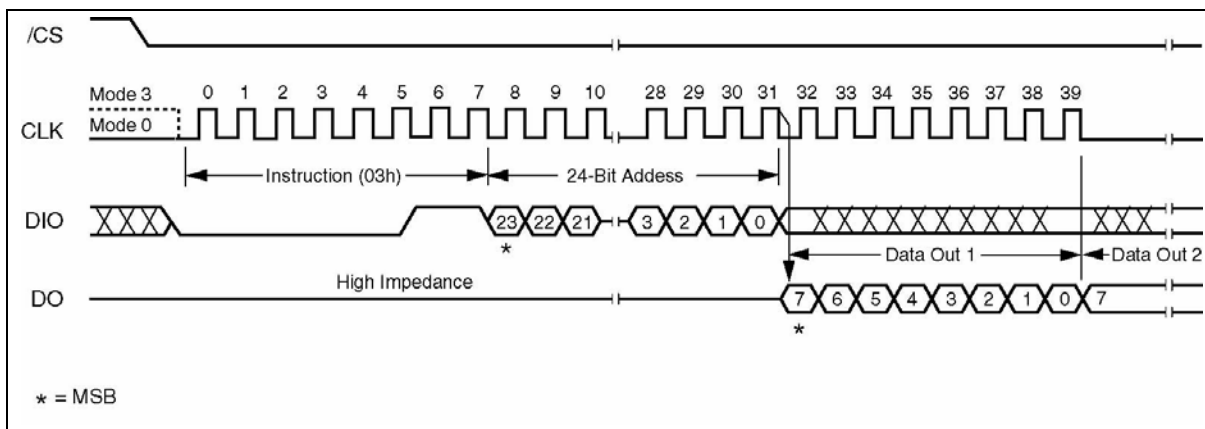 /CS
Mode 3
0 1 2 3 4 5 6 7 8 9 10 28 29 30 31 32 33 34 35 36 37 38 39
CLK Mode 0
Instruction (03h) 24-Bit Addess
DIO 23 22 21 3 2 1 0
*
Data Out 1 Data Out 2
High Impedance
DO 7 6 5 4 3 2 1 0 7
*
* = MSB